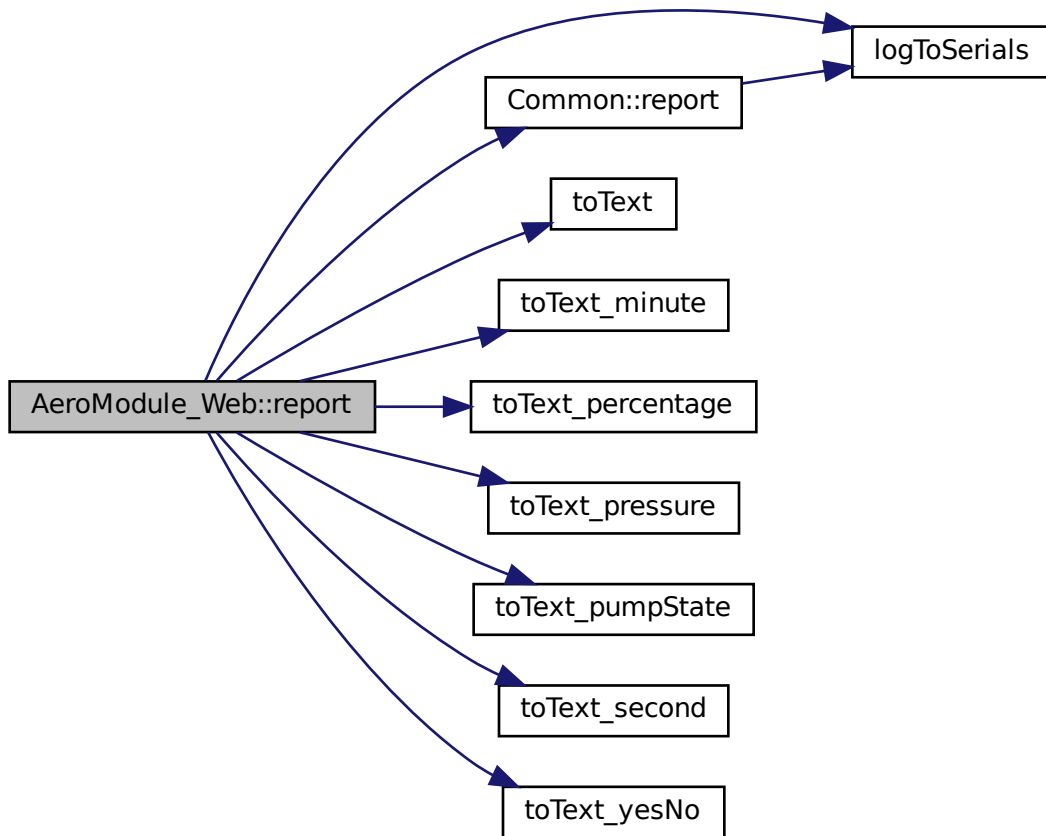 logToSerials
Common::report
toText
toText_minute
AeroModule_Web::report
toText_percentage
toText_pressure
toText_pumpState
toText_second
toText_yesNo